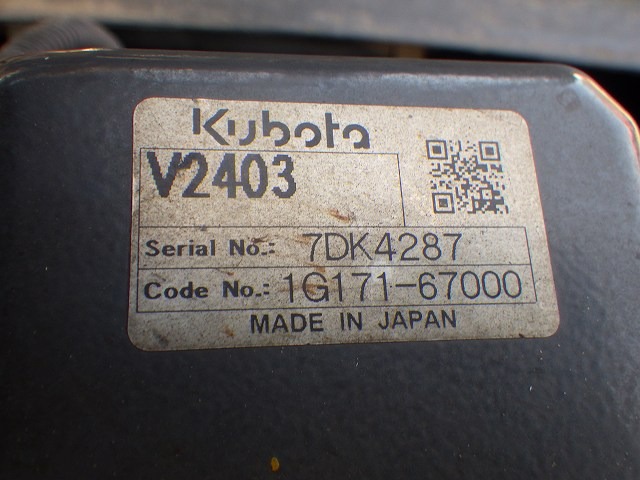 Kubota
V2403
Serial No.: 7DK4287
Code No.: 1G171-67000
MADE IN JAPAN